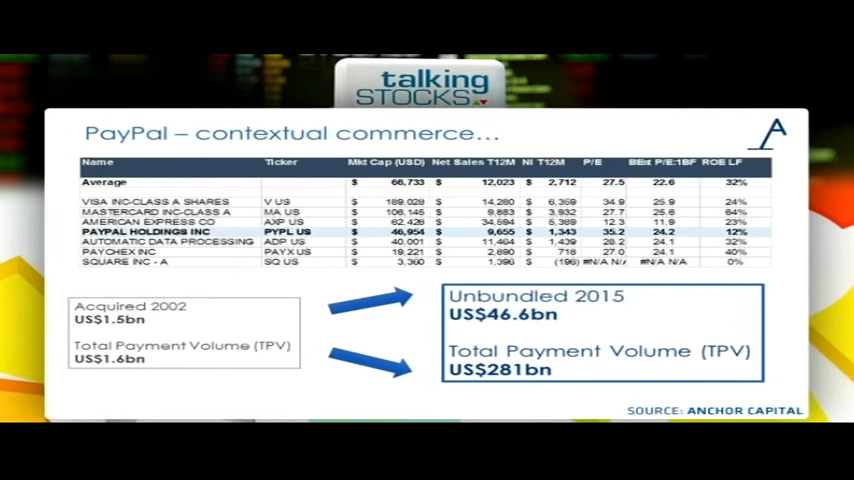 talking
STOCKS
PayPal – contextual commerce...
Name Ticker Mkt Cap (USD) Net Sales T12M NI T12M P/E BEst P/E:1BF ROE LF
Average $ 66,733 $ 12,023 $ 2,712 27.5 22.6 32%
VISA INC-CLASS A SHARES V US $ 189,028 $ 14,280 $ 6,359 34.9 25.9 24%
MASTERCARD INC-CLASS A MA US $ 108,145 $ 9,883 $ 3,932 27.7 25.6 64%
AMERICAN EXPRESS CO AXP US $ 62,428 $ 34,594 $ 5,389 12.3 11.9 23%
PAYPAL HOLDINGS INC PYPL US $ 46,954 $ 9,655 $ 1,343 35.2 24.2 12%
AUTOMATIC DATA PROCESSING ADP US $ 40,001 $ 11,464 $ 1,439 28.2 24.1 32%
PAYCHEX INC PAYX US $ 19,221 $ 2,890 $ 718 27.0 24.1 40%
SQUARE INC - A SQ US $ 3,360 $ 1,396 $ (196) #N/A N/A #N/A N/A 0%
Acquired 2002
US$1.5bn
Total Payment Volume (TPV)
US$1.6bn
Unbundled 2015
US$46.6bn
Total Payment Volume (TPV)
US$281bn
SOURCE: ANCHOR CAPITAL